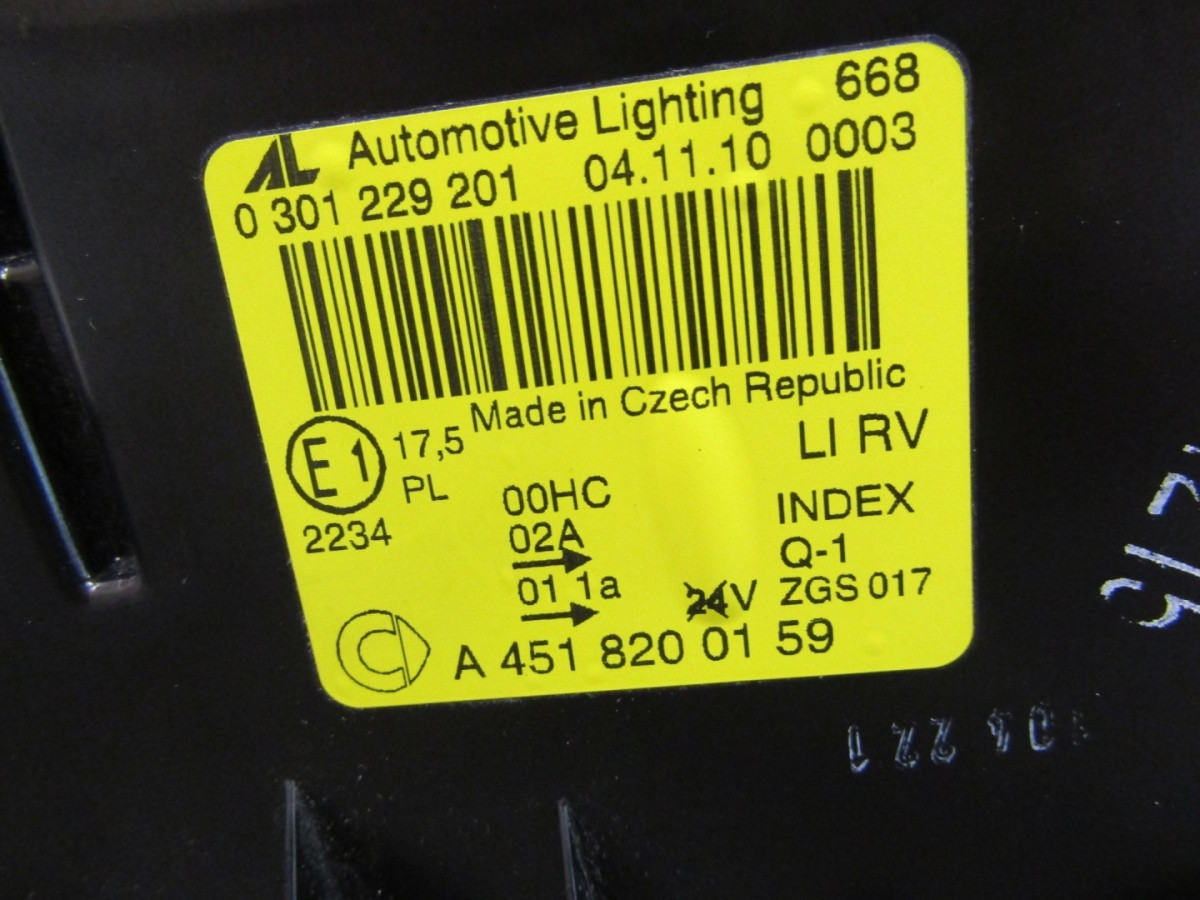 AL Automotive Lighting 668
0 301 229 201 04.11.10 0003
Made in Czech Republic
E1 17,5 LI RV
PL 00HC INDEX
2234 02A Q-1
01 1a 24V ZGS 017
A 451 820 01 59